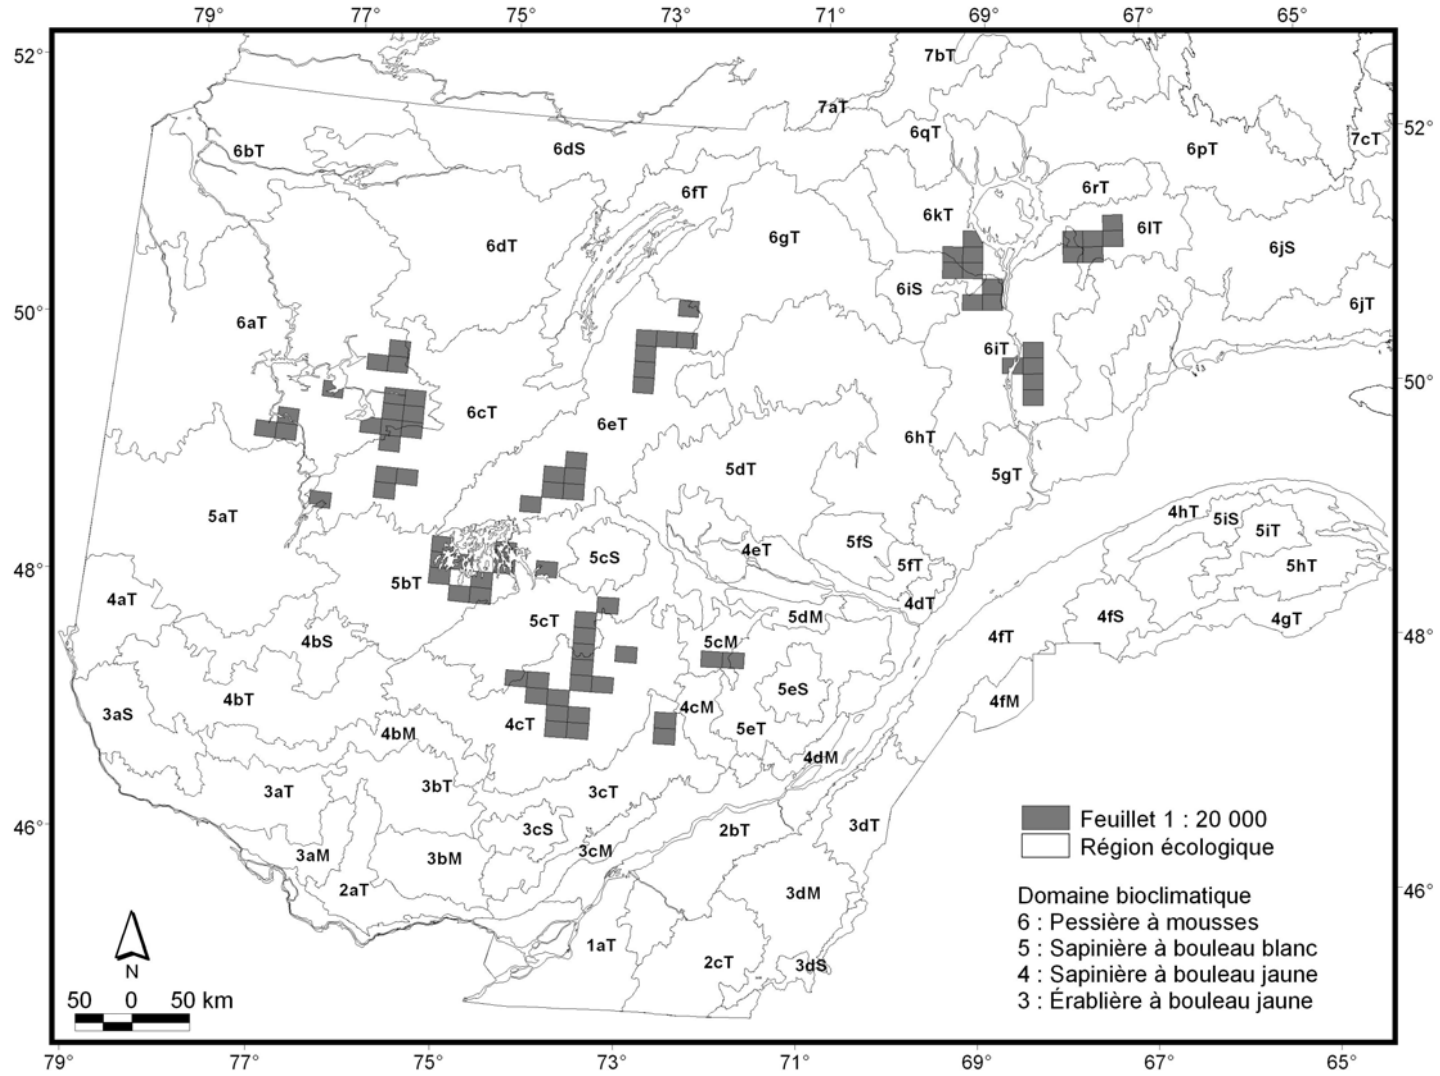 79° 77° 75° 73° 71° 69° 67° 65°
52°
7bT
7aT
52°
6qT
7cT
6bT
6dS
6pT
6fT
6rT
6kT
6lT
6dT
6gT
6jS
6iS
50°
6jT
6aT
6iT
50°
6cT
6eT
6hT
5dT
5gT
4hT
5aT
5iS
5iT
5fS
4eT
5cS
5fT
5hT
48°
5bT
4aT
4dT
5dM
4fS
4gT
5cT
4fT
48°
4bS
5cM
5eS
4bT
4fM
3aS
4cM
4cT
5eT
4bM
4dM
3bT
3aT
3cT
46°
3cS
2bT
3dT
3cM
3aM
3bM
2aT
3dM
46°
1aT
2cT
3dS
Feuillet 1 : 20 000
Région écologique
Domaine bioclimatique
6 : Pessière à mousses
5 : Sapinière à bouleau blanc
4 : Sapinière à bouleau jaune
3 : Érablière à bouleau jaune
N
50 0 50 km
79° 77° 75° 73° 71° 69° 67° 65°